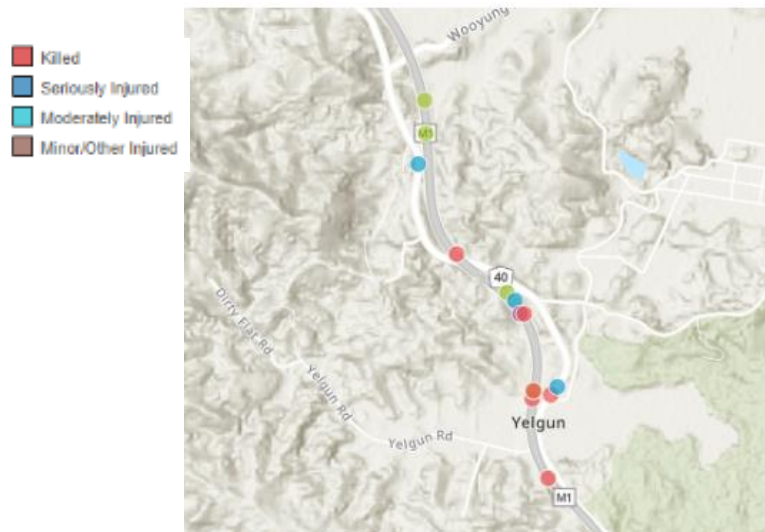 Killed
Seriously Injured
Moderately Injured
Minor/Other Injured
Wooyung
M1
40
Dirty Flat Rd
Yelgun Rd
Yelgun Rd
Yelgun
M1